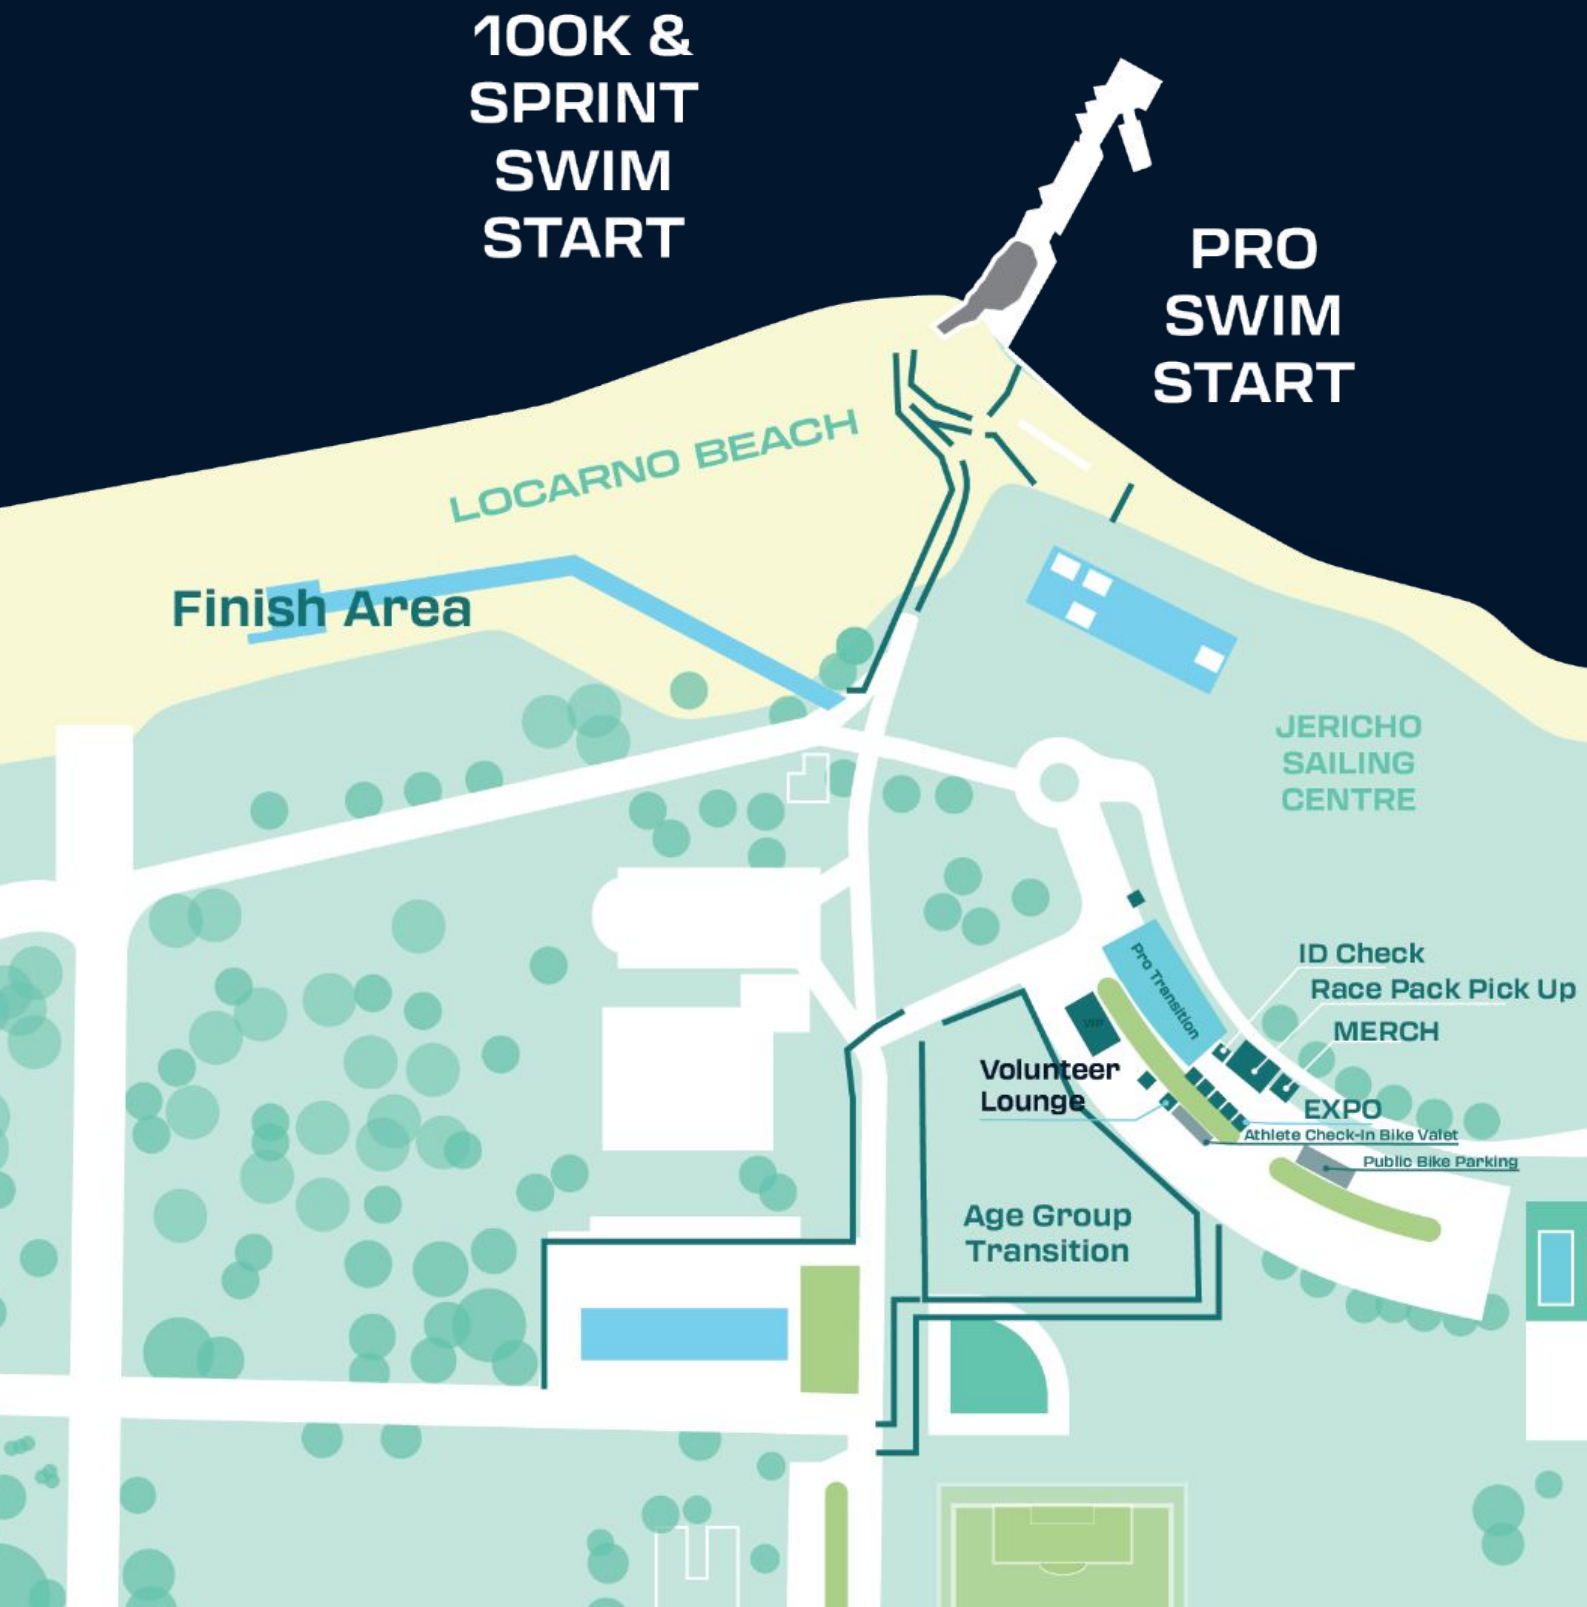 100K &
SPRINT
SWIM
START
PRO
SWIM
START
LOCARNO BEACH
Finish Area
JERICHO
SAILING
CENTRE
ID Check
Race Pack Pick Up
MERCH
Pro Transition
VIP
Volunteer
Lounge
EXPO
Athlete Check-In Bike Valet
Public Bike Parking
Age Group
Transition